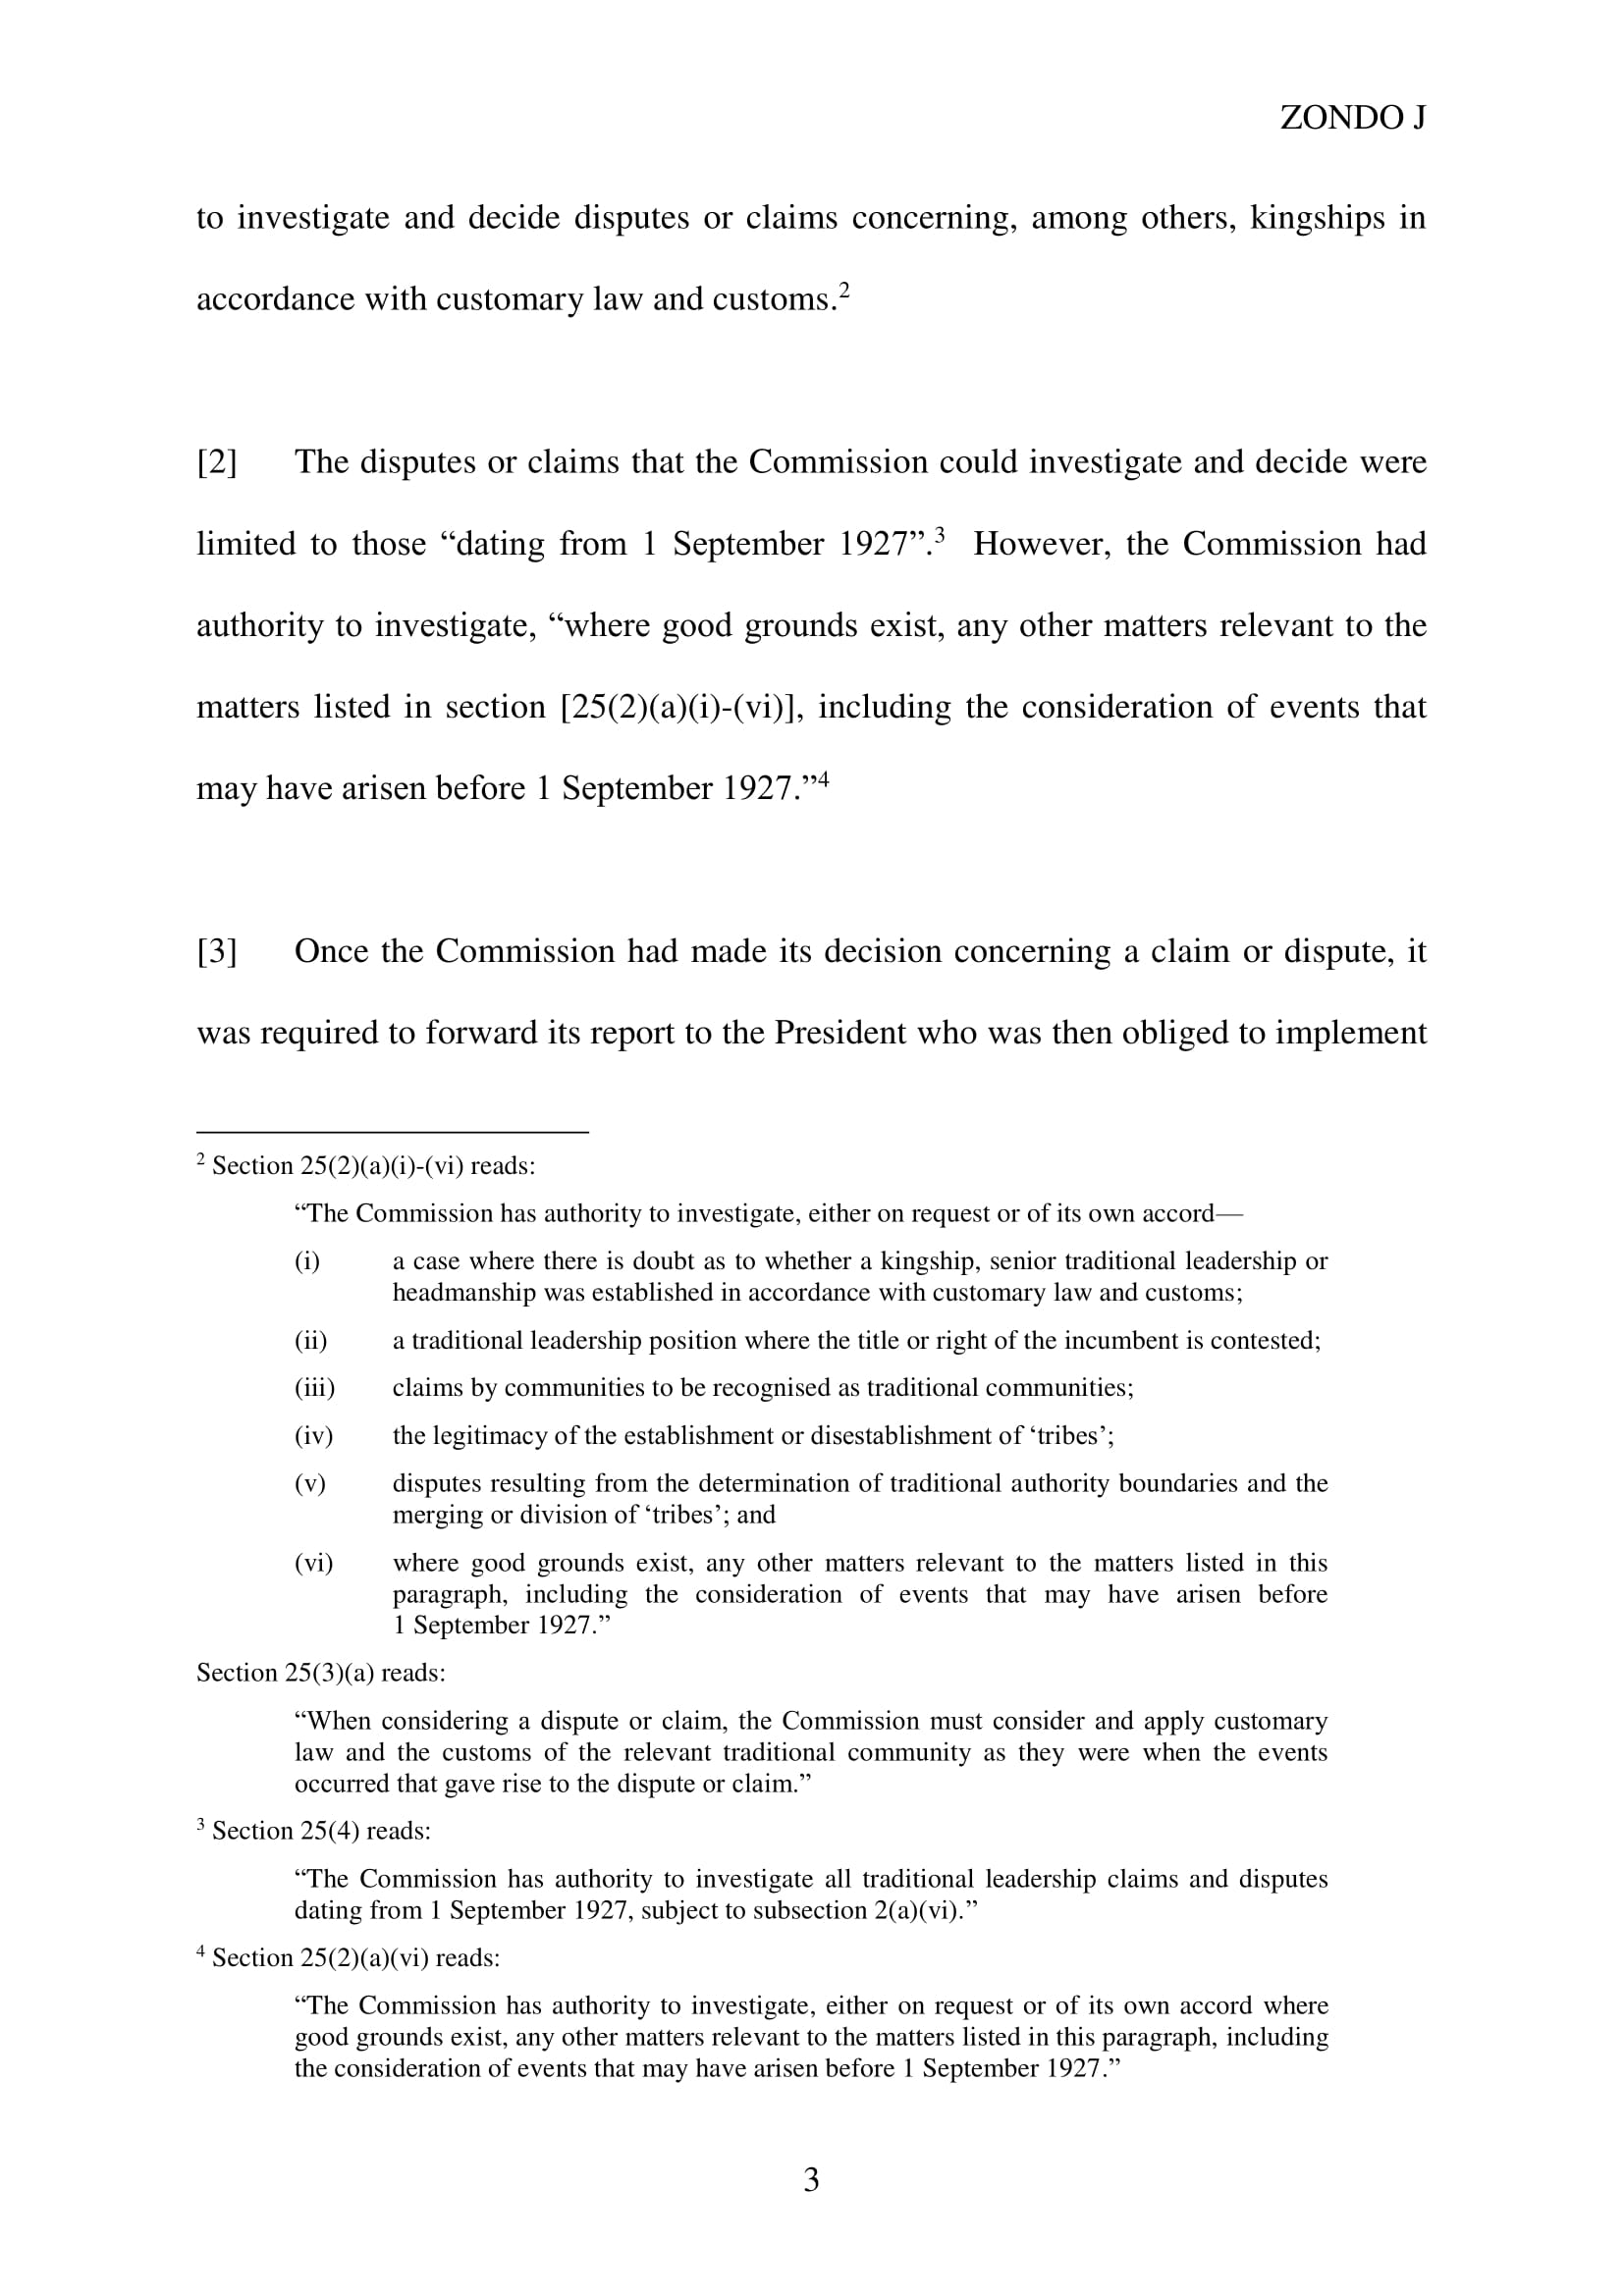 ZONDO J
to investigate and decide disputes or claims concerning, among others, kingships in
accordance with customary law and customs.2
[2] The disputes or claims that the Commission could investigate and decide were
limited to those “dating from 1 September 1927”.3 However, the Commission had
authority to investigate, “where good grounds exist, any other matters relevant to the
matters listed in section [25(2)(a)(i)-(vi)], including the consideration of events that
may have arisen before 1 September 1927.”4
[3] Once the Commission had made its decision concerning a claim or dispute, it
was required to forward its report to the President who was then obliged to implement
2 Section 25(2)(a)(i)-(vi) reads:
“The Commission has authority to investigate, either on request or of its own accord—
(i) a case where there is doubt as to whether a kingship, senior traditional leadership or
headmanship was established in accordance with customary law and customs;
(ii) a traditional leadership position where the title or right of the incumbent is contested;
(iii) claims by communities to be recognised as traditional communities;
(iv) the legitimacy of the establishment or disestablishment of ‘tribes’;
(v) disputes resulting from the determination of traditional authority boundaries and the
merging or division of ‘tribes’; and
(vi) where good grounds exist, any other matters relevant to the matters listed in this
paragraph, including the consideration of events that may have arisen before
1 September 1927.”
Section 25(3)(a) reads:
“When considering a dispute or claim, the Commission must consider and apply customary
law and the customs of the relevant traditional community as they were when the events
occurred that gave rise to the dispute or claim.”
3 Section 25(4) reads:
“The Commission has authority to investigate all traditional leadership claims and disputes
dating from 1 September 1927, subject to subsection 2(a)(vi).”
4 Section 25(2)(a)(vi) reads:
“The Commission has authority to investigate, either on request or of its own accord where
good grounds exist, any other matters relevant to the matters listed in this paragraph, including
the consideration of events that may have arisen before 1 September 1927.”
3